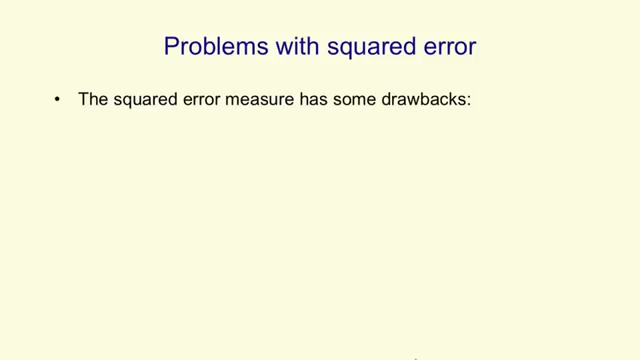 Problems with squared error
• The squared error measure has some drawbacks: